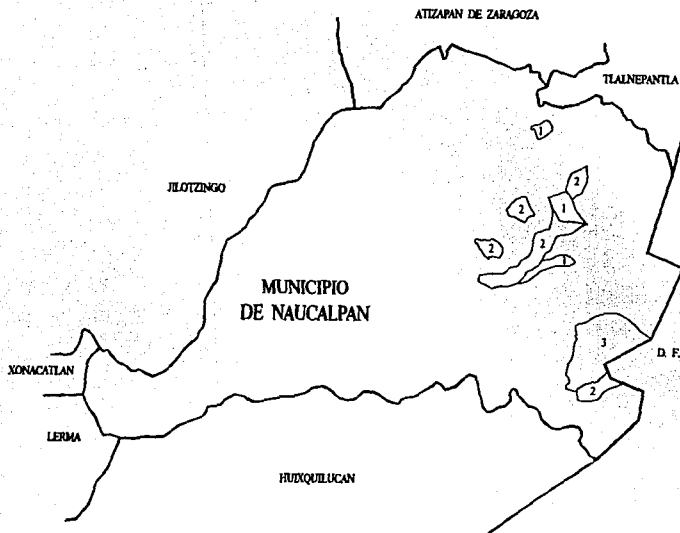 ATIZAPAN DE ZARAGOZA
TLALNEPANTLA
1
JILOTZINGO
2
2
1
2
2
1
MUNICIPIO
DE NAUCALPAN
3
D. F.
XONACATLAN
2
LERMA
HUIXQUILUCAN